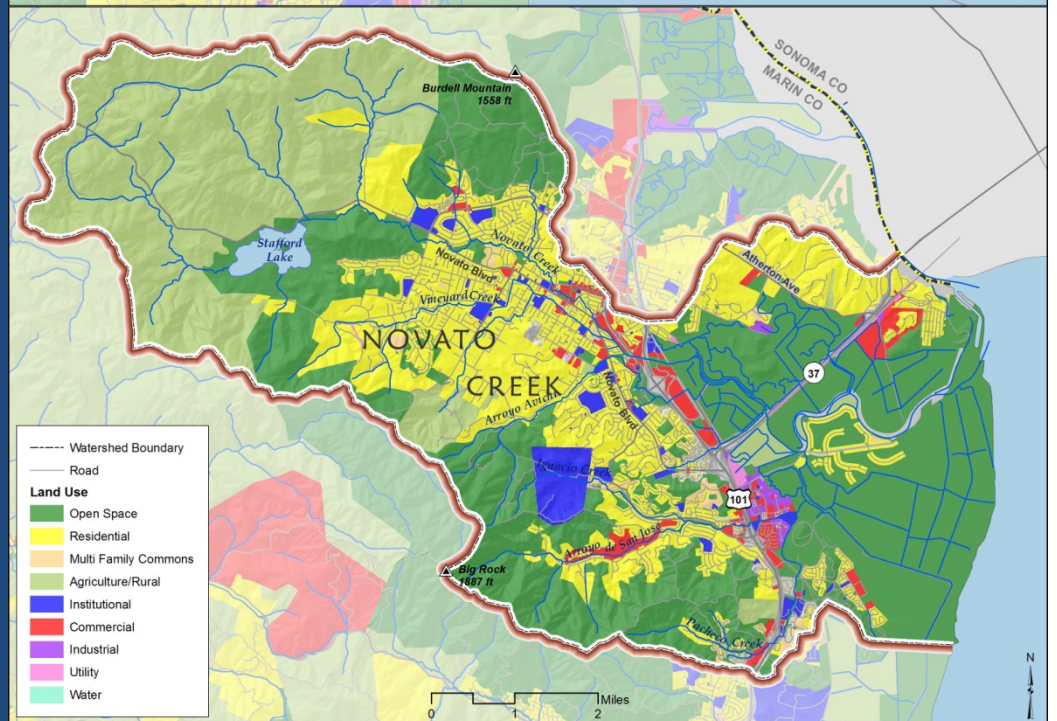 SONOMA CO
MARIN CO
Burdell Mountain
1558 ft
Stafford
Lake
Novato Creek
Novato Blvd
Vineyard Creek
Atherton Ave
NOVATO
CREEK
37
Arroyo Avichi
Novato Blvd
Ignacio Creek
101
Arroyo de San Jose
Big Rock
1887 ft
Pacheco Creek
Watershed Boundary
Road
Land Use
Open Space
Residential
Multi Family Commons
Agriculture/Rural
Institutional
Commercial
Industrial
Utility
Water
Miles
0 1 2
N